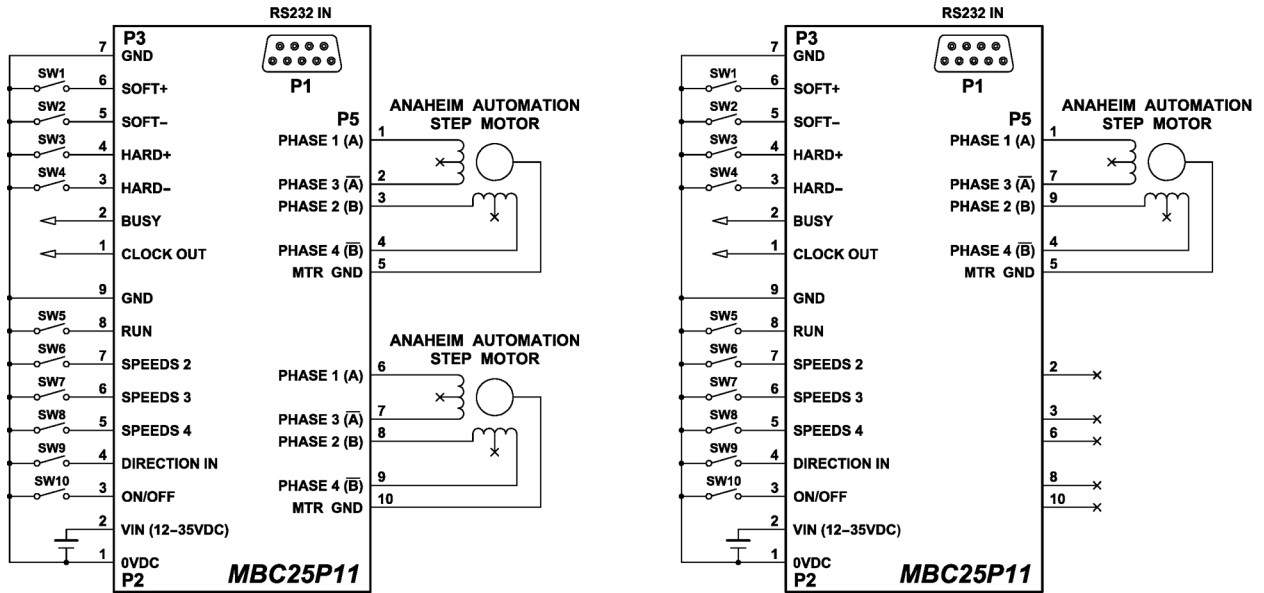 RS232 IN
P3
7
GND
P1
SW1
6
SOFT+
SW2
5
SOFT–
SW3
4
HARD+
SW4
3
HARD–
2
BUSY
1
CLOCK OUT
9
GND
SW5
8
RUN
SW6
7
SPEEDS 2
SW7
6
SPEEDS 3
SW8
5
SPEEDS 4
SW9
4
DIRECTION IN
SW10
3
ON/OFF
2
VIN (12–35VDC)
1
0VDC
P2
MBC25P11
P5
ANAHEIM AUTOMATION
STEP MOTOR
PHASE 1 (A)
1
PHASE 3 (A̅)
2
PHASE 2 (B)
3
PHASE 4 (B̅)
4
MTR GND
5
ANAHEIM AUTOMATION
STEP MOTOR
PHASE 1 (A)
6
PHASE 3 (A̅)
7
PHASE 2 (B)
8
PHASE 4 (B̅)
9
MTR GND
10
RS232 IN
P3
7
GND
P1
SW1
6
SOFT+
SW2
5
SOFT–
SW3
4
HARD+
SW4
3
HARD–
2
BUSY
1
CLOCK OUT
9
GND
SW5
8
RUN
SW6
7
SPEEDS 2
SW7
6
SPEEDS 3
SW8
5
SPEEDS 4
SW9
4
DIRECTION IN
SW10
3
ON/OFF
2
VIN (12–35VDC)
1
0VDC
P2
MBC25P11
P5
ANAHEIM AUTOMATION
STEP MOTOR
PHASE 1 (A)
1
PHASE 3 (A̅)
7
PHASE 2 (B)
9
PHASE 4 (B̅)
4
MTR GND
5
2
3
6
8
10